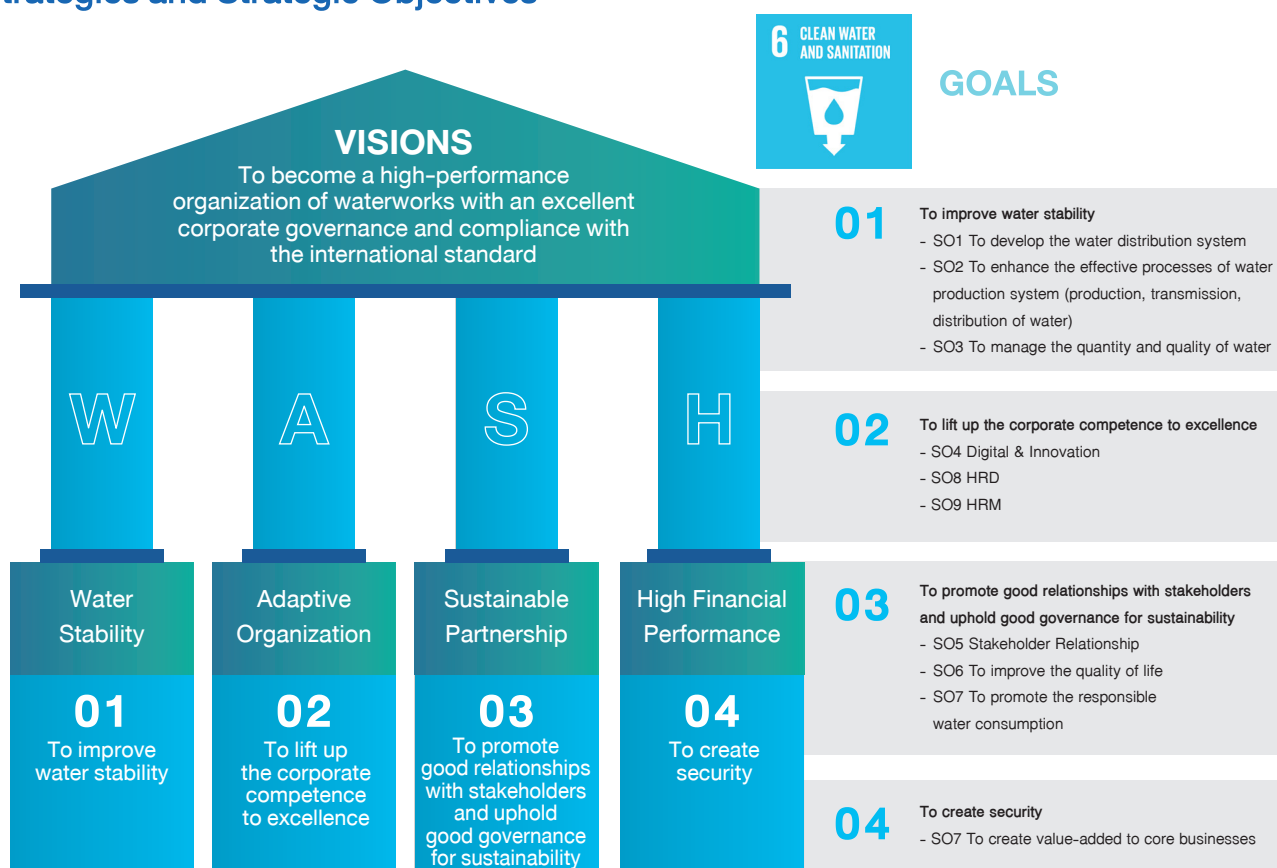 Strategies and Strategic Objectives
6 CLEAN WATER
AND SANITATION
GOALS
VISIONS
To become a high-performance
organization of waterworks with an excellent
corporate governance and compliance with
the international standard
W
A
S
H
Water
Stability
Adaptive
Organization
Sustainable
Partnership
High Financial
Performance
01
To improve
water stability
02
To lift up
the corporate
competence
to excellence
03
To promote
good relationships
with stakeholders
and uphold
good governance
for sustainability
04
To create
security
01
To improve water stability
- SO1 To develop the water distribution system
- SO2 To enhance the effective processes of water
production system (production, transmission,
distribution of water)
- SO3 To manage the quantity and quality of water
02
To lift up the corporate competence to excellence
- SO4 Digital & Innovation
- SO8 HRD
- SO9 HRM
03
To promote good relationships with stakeholders
and uphold good governance for sustainability
- SO5 Stakeholder Relationship
- SO6 To improve the quality of life
- SO7 To promote the responsible
water consumption
04
To create security
- SO7 To create value-added to core businesses